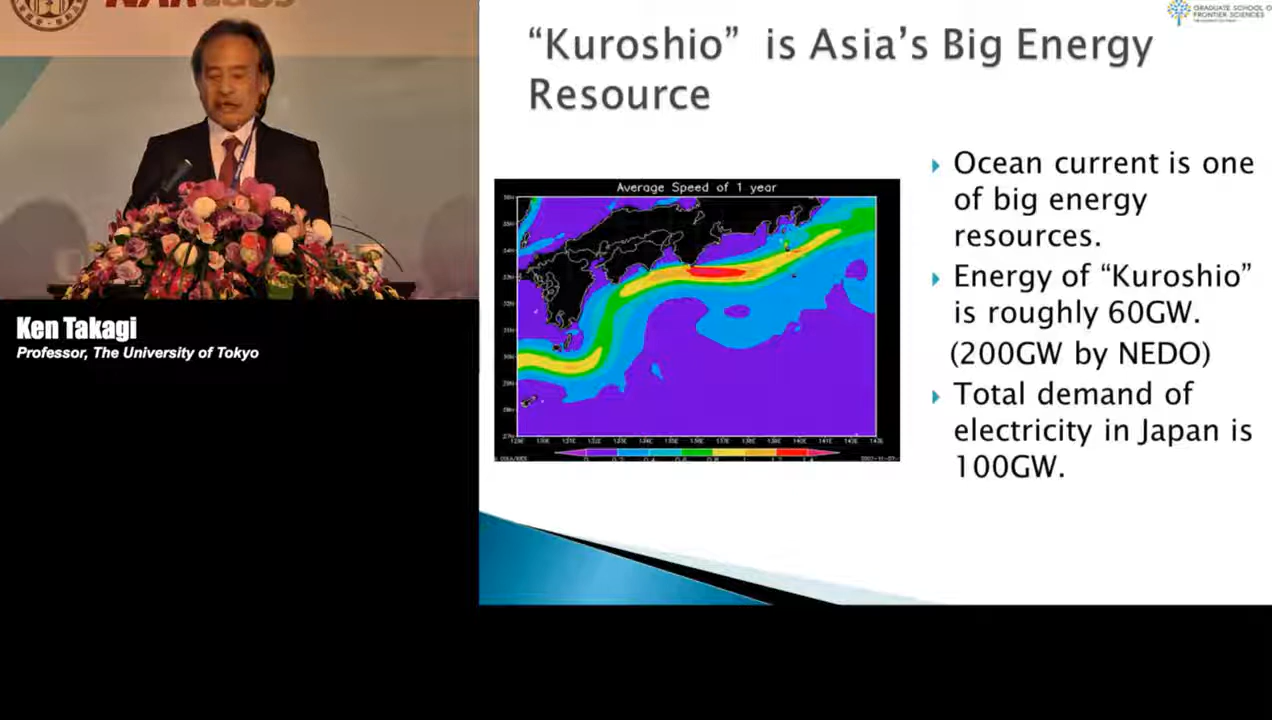 NARLabs
GRADUATE SCHOOL OF
FRONTIER SCIENCES
“Kuroshio” is Asia’s Big Energy
Resource
Average Speed of 1 year
Ocean current is one
of big energy
resources.
Energy of “Kuroshio”
is roughly 60GW.
(200GW by NEDO)
Total demand of
electricity in Japan is
100GW.
Ken Takagi
Professor, The University of Tokyo